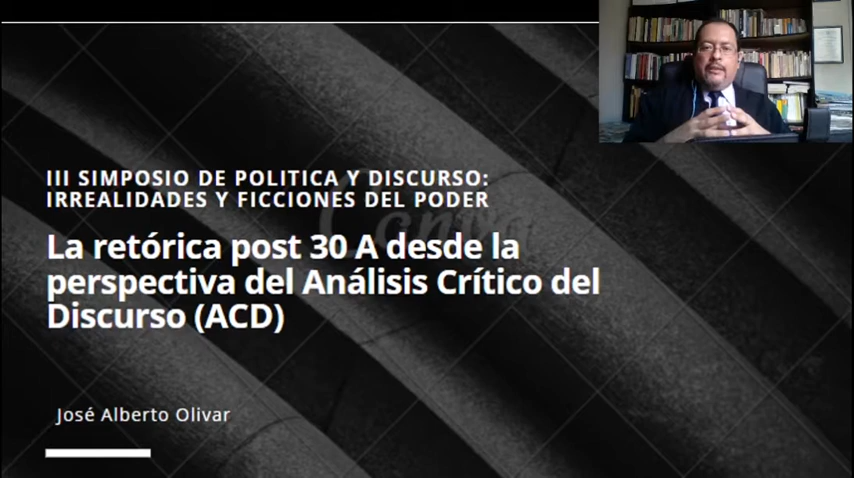 III SIMPOSIO DE POLITICA Y DISCURSO:
IRREALIDADES Y FICCIONES DEL PODER
La retórica post 30 A desde la
perspectiva del Análisis Crítico del
Discurso (ACD)
José Alberto Olivar
Canva